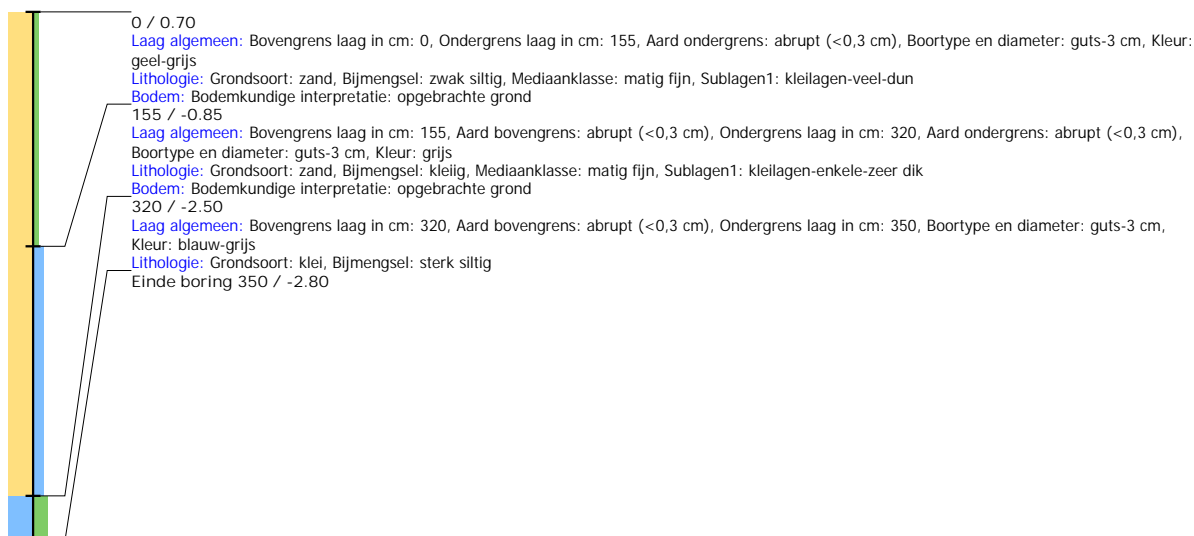 0 / 0.70
Laag algemeen: Bovengrens laag in cm: 0, Ondergrens laag in cm: 155, Aard ondergrens: abrupt (<0,3 cm), Boortype en diameter: guts-3 cm, Kleur:
geel-grijs
Lithologie: Grondsoort: zand, Bijmengsel: zwak siltig, Mediaanklasse: matig fijn, Sublagen1: kleilagen-veel-dun
Bodem: Bodemkundige interpretatie: opgebrachte grond
155 / -0.85
Laag algemeen: Bovengrens laag in cm: 155, Aard bovengrens: abrupt (<0,3 cm), Ondergrens laag in cm: 320, Aard ondergrens: abrupt (<0,3 cm),
Boortype en diameter: guts-3 cm, Kleur: grijs
Lithologie: Grondsoort: zand, Bijmengsel: kleiig, Mediaanklasse: matig fijn, Sublagen1: kleilagen-enkele-zeer dik
Bodem: Bodemkundige interpretatie: opgebrachte grond
320 / -2.50
Laag algemeen: Bovengrens laag in cm: 320, Aard bovengrens: abrupt (<0,3 cm), Ondergrens laag in cm: 350, Boortype en diameter: guts-3 cm,
Kleur: blauw-grijs
Lithologie: Grondsoort: klei, Bijmengsel: sterk siltig
Einde boring 350 / -2.80